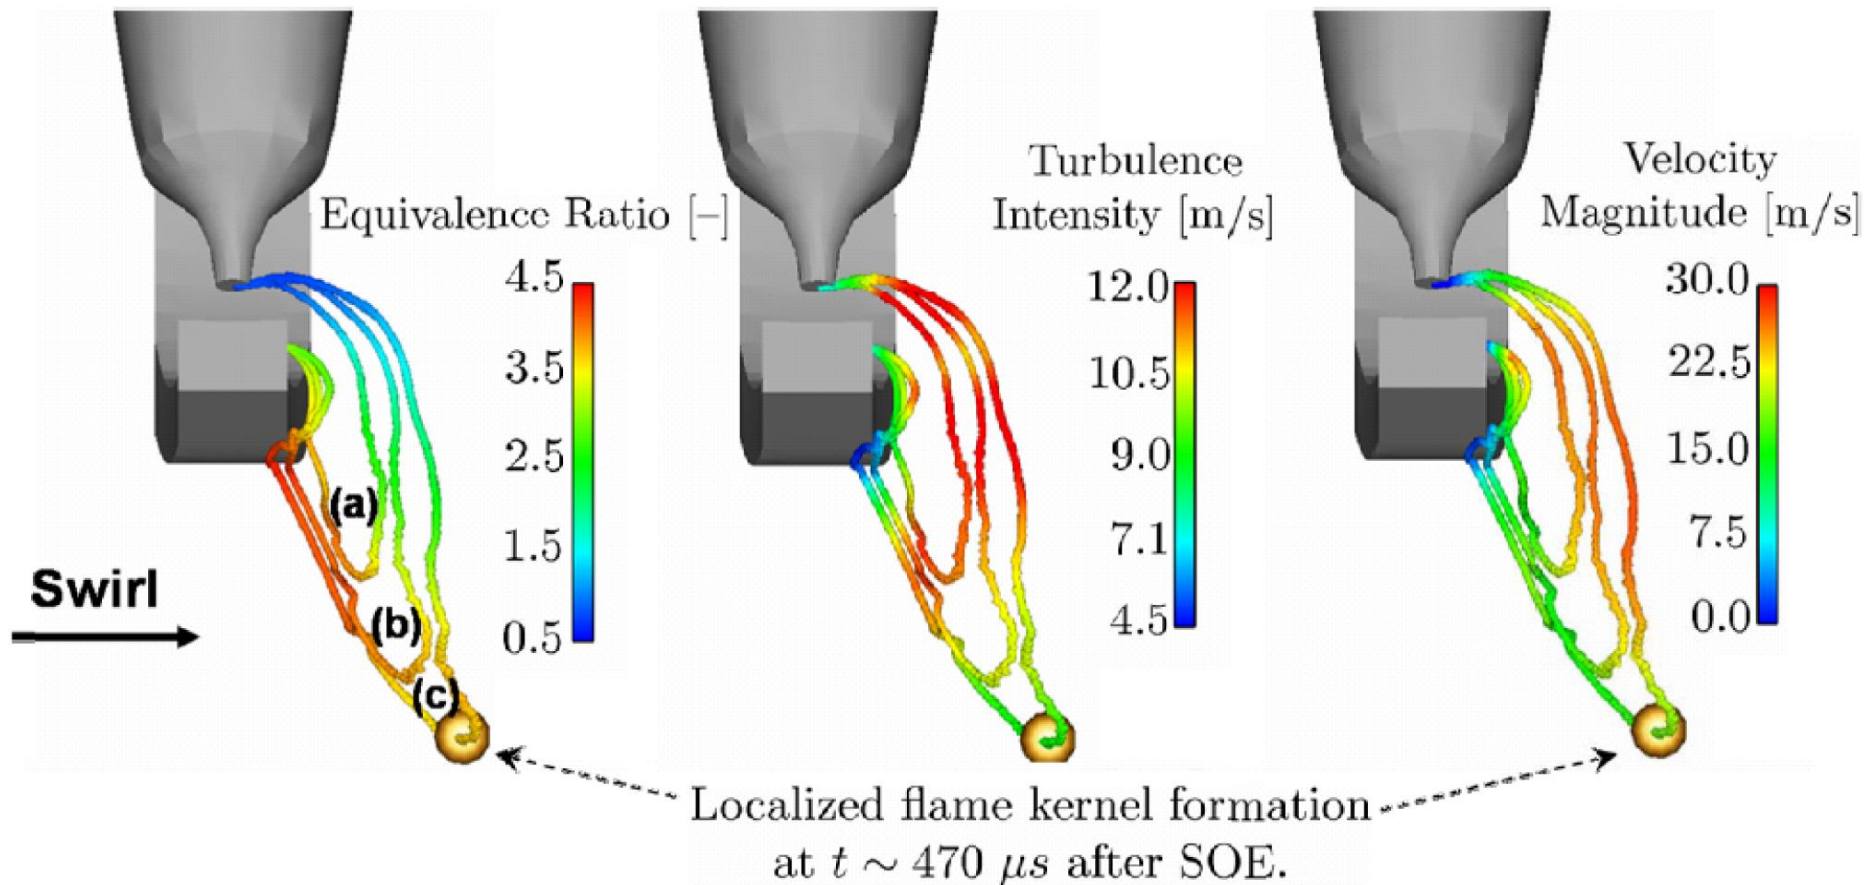 Equivalence Ratio [–]
4.5
3.5
2.5
1.5
0.5
(a)
(b)
(c)
Swirl
Turbulence
Intensity [m/s]
12.0
10.5
9.0
7.1
4.5
Velocity
Magnitude [m/s]
30.0
22.5
15.0
7.5
0.0
Localized flame kernel formation
at t ∼ 470 μs after SOE.